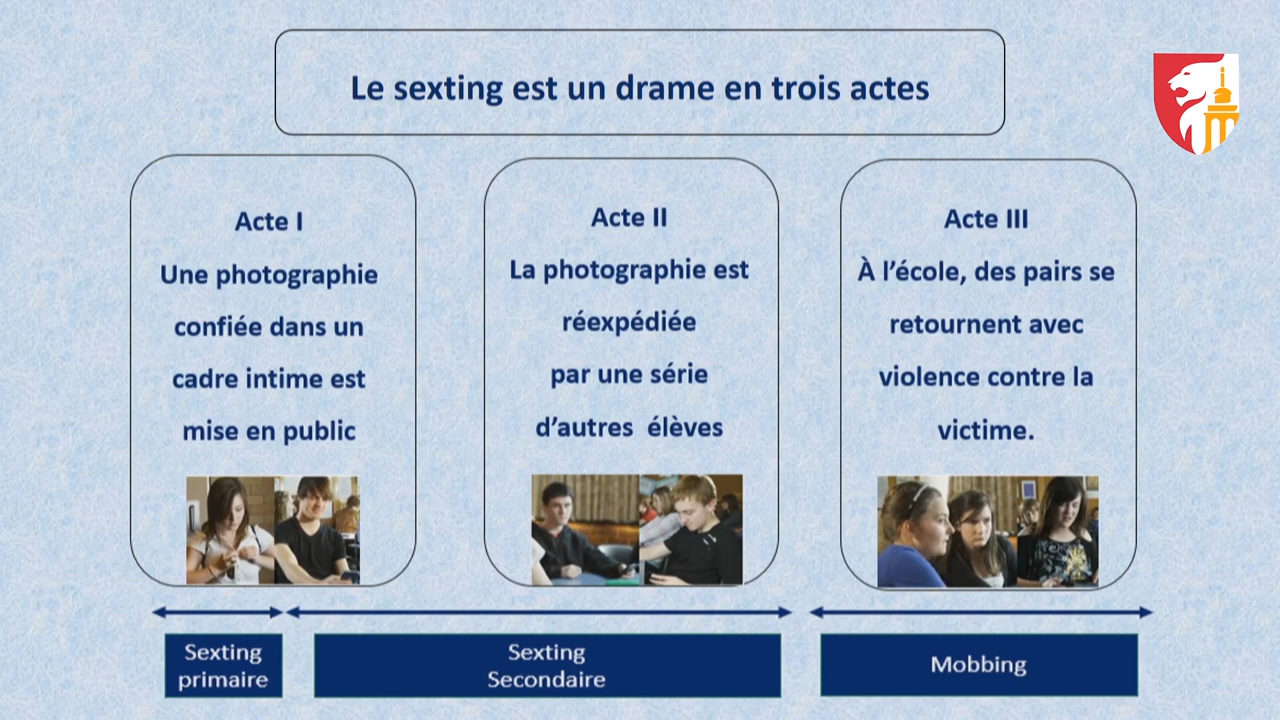 Le sexting est un drame en trois actes
Acte I
Une photographie
confiée dans un
cadre intime est
mise en public
Acte II
La photographie est
réexpédiée
par une série
d'autres élèves
Acte III
À l'école, des pairs se
retournent avec
violence contre la
victime.
Sexting
primaire
Sexting
Secondaire
Mobbing